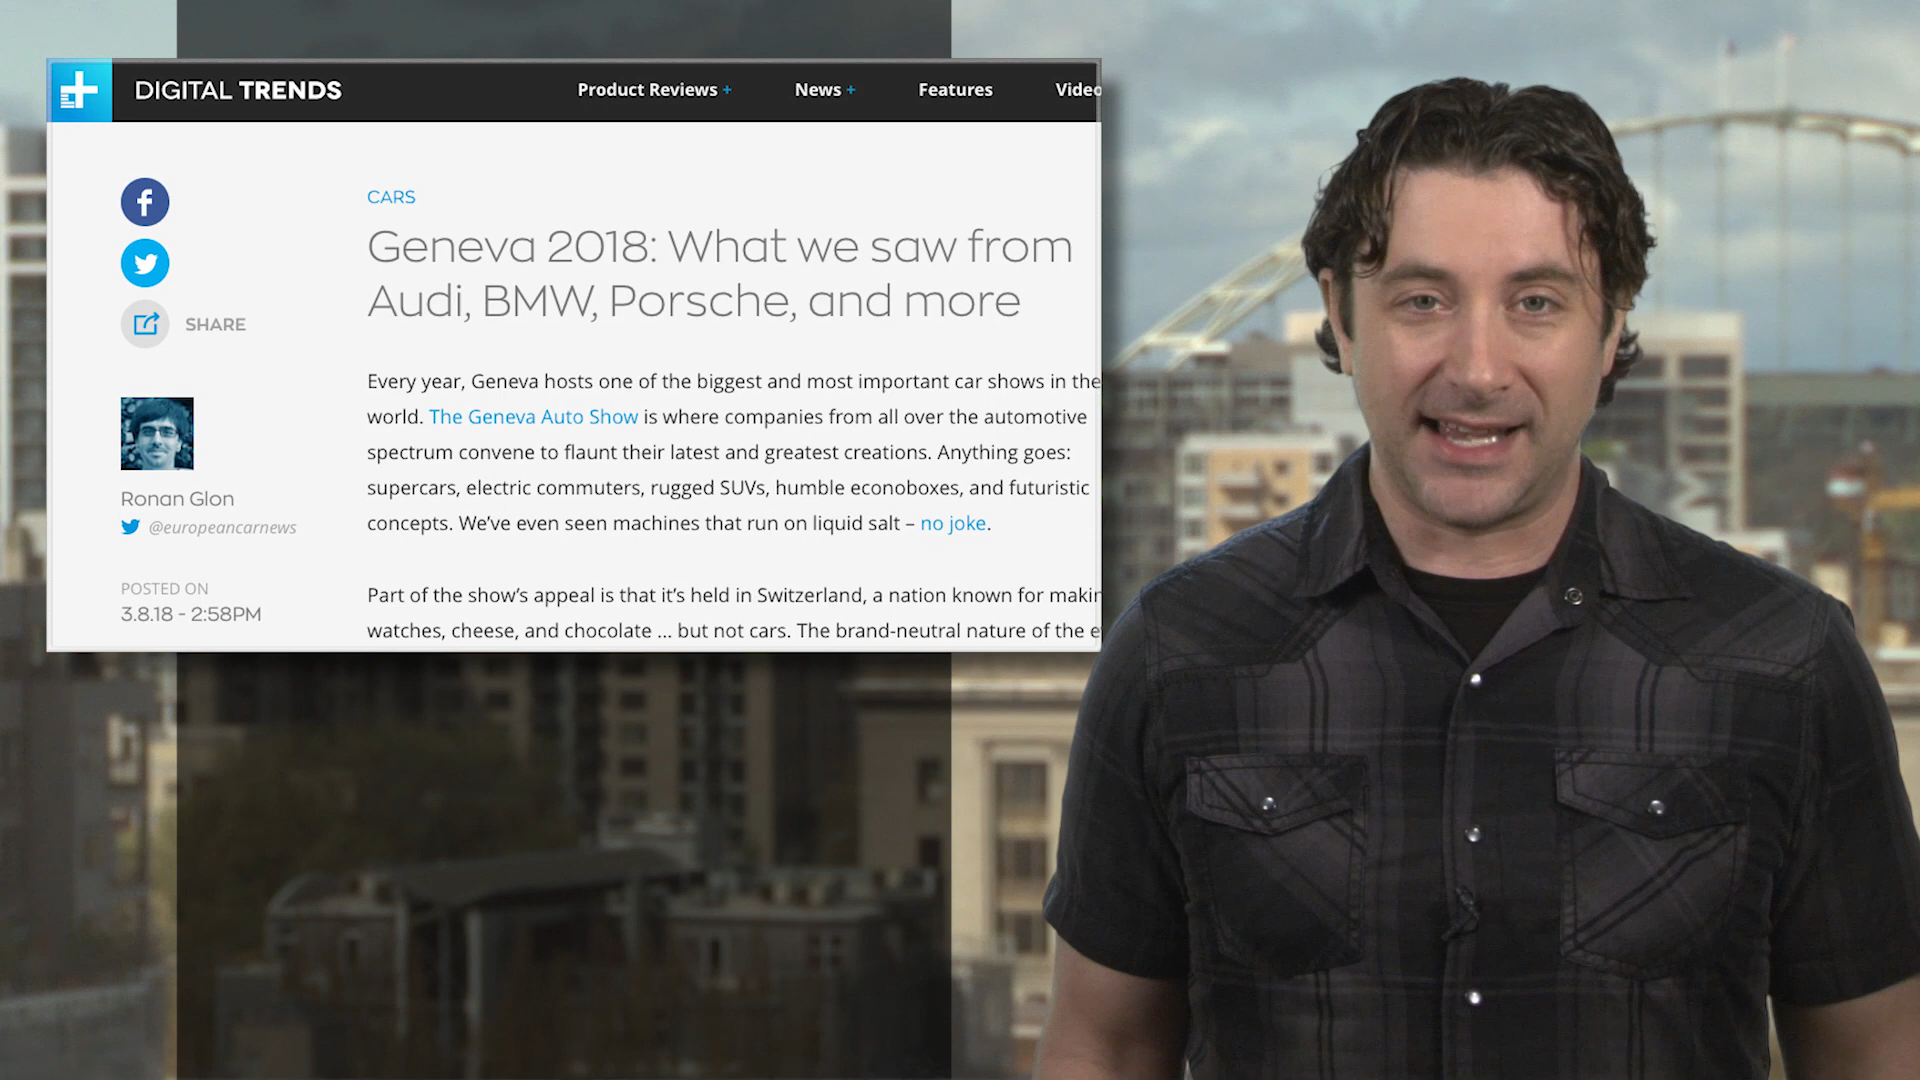 DIGITAL TRENDS
Product Reviews +
News +
Features
Video
SHARE
Ronan Glon
@europeancarnews
POSTED ON
3.8.18 - 2:58PM
CARS
Geneva 2018: What we saw from
Audi, BMW, Porsche, and more
Every year, Geneva hosts one of the biggest and most important car shows in the
world. The Geneva Auto Show is where companies from all over the automotive
spectrum convene to flaunt their latest and greatest creations. Anything goes:
supercars, electric commuters, rugged SUVs, humble econoboxes, and futuristic
concepts. We've even seen machines that run on liquid salt – no joke.
Part of the show's appeal is that it's held in Switzerland, a nation known for makin
watches, cheese, and chocolate ... but not cars. The brand-neutral nature of the e